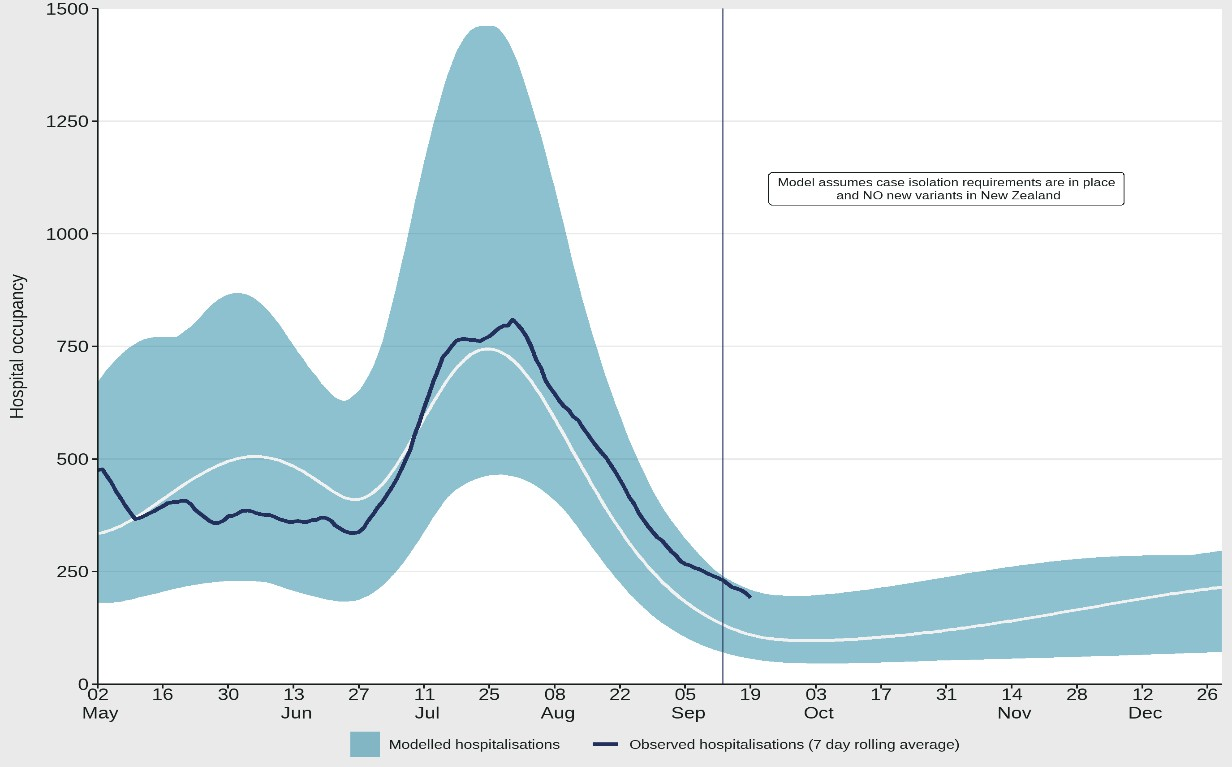 1500
1250
1000
750
500
250
0
Hospital occupancy
Model assumes case isolation requirements are in place
and NO new variants in New Zealand
02 16 30 13 27 11 25 08 22 05 19 03 17 31 14 28 12 26
May Jun Jul Aug Sep Oct Nov Dec
Modelled hospitalisations Observed hospitalisations (7 day rolling average)